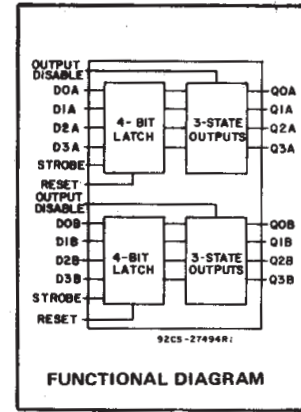 OUTPUT
DISABLE
D0A
D1A
D2A
D3A
STROBE
RESET
4-BIT
LATCH
3-STATE
OUTPUTS
Q0A
Q1A
Q2A
Q3A
OUTPUT
DISABLE
D0B
D1B
D2B
D3B
STROBE
RESET
4-BIT
LATCH
3-STATE
OUTPUTS
Q0B
Q1B
Q2B
Q3B
92CS-27494R1
FUNCTIONAL DIAGRAM